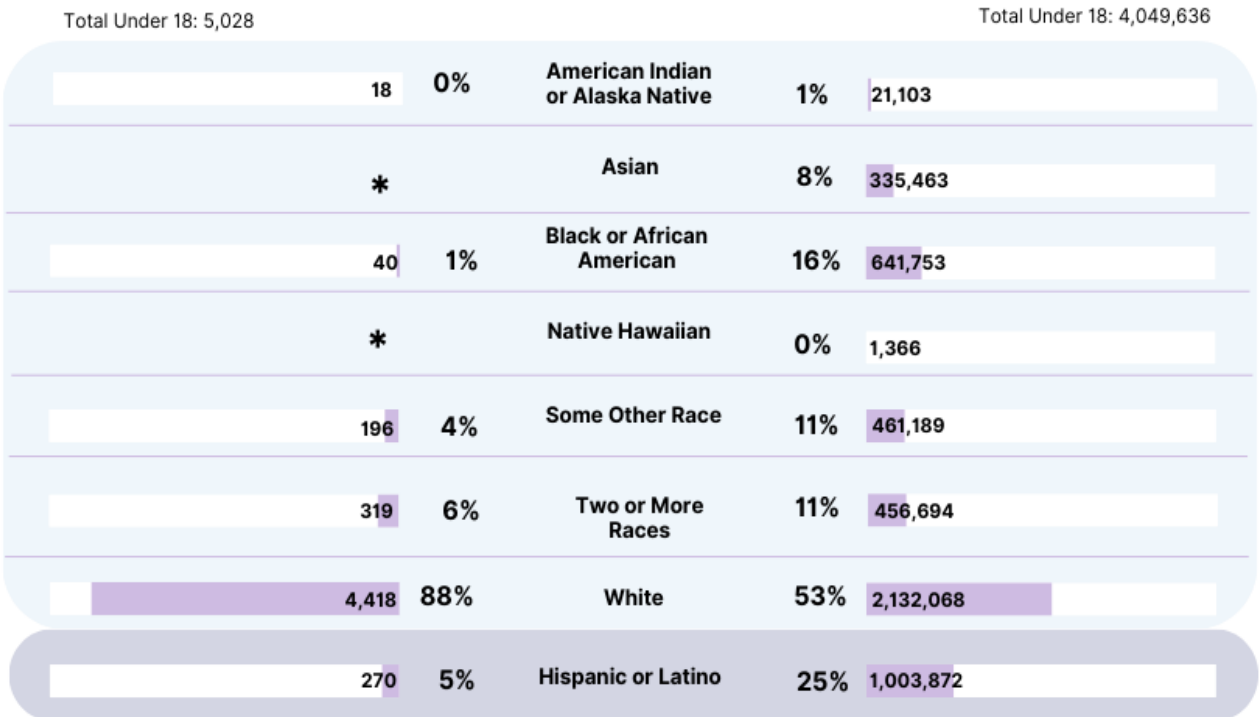 Total Under 18: 5,028
Total Under 18: 4,049,636
18 0% American Indian or Alaska Native 1% 21,103
* Asian 8% 335,463
40 1% Black or African American 16% 641,753
* Native Hawaiian 0% 1,366
196 4% Some Other Race 11% 461,189
319 6% Two or More Races 11% 456,694
4,418 88% White 53% 2,132,068
270 5% Hispanic or Latino 25% 1,003,872